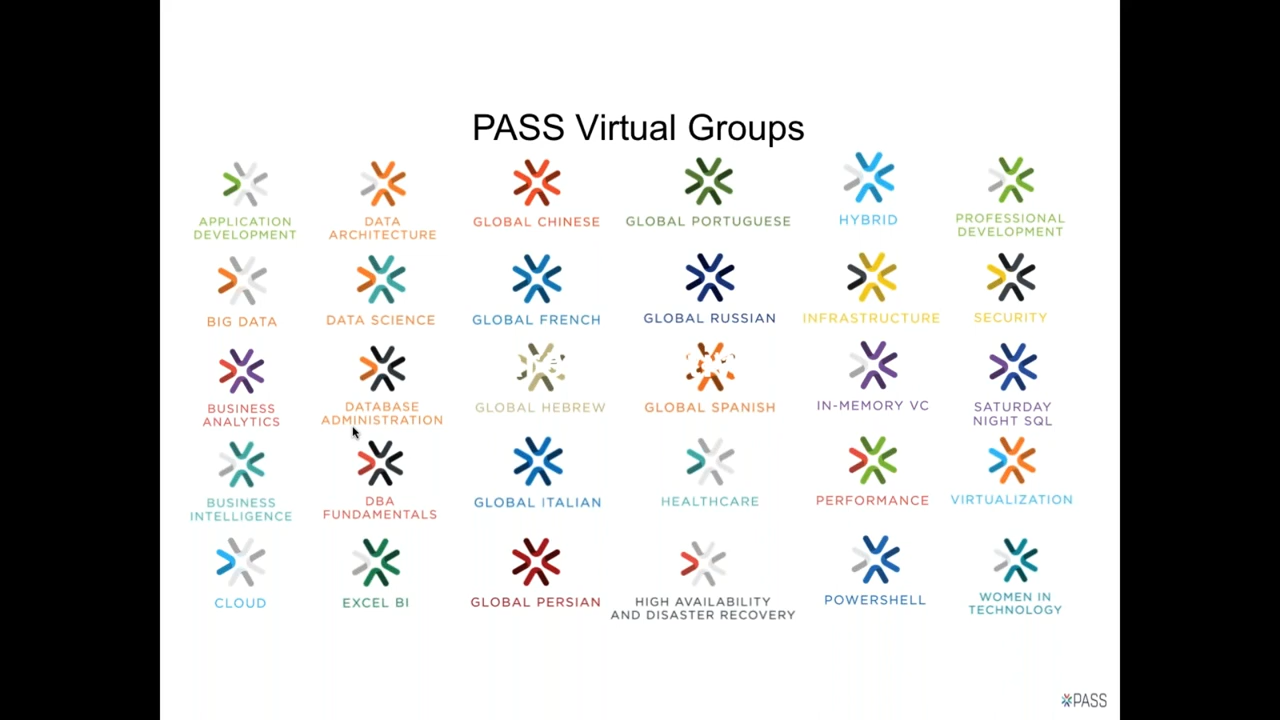 PASS Virtual Groups
APPLICATION
DEVELOPMENT
DATA
ARCHITECTURE
GLOBAL CHINESE
GLOBAL PORTUGUESE
HYBRID
PROFESSIONAL
DEVELOPMENT
BIG DATA
DATA SCIENCE
GLOBAL FRENCH
GLOBAL RUSSIAN
INFRASTRUCTURE
SECURITY
BUSINESS
ANALYTICS
DATABASE
ADMINISTRATION
GLOBAL HEBREW
GLOBAL SPANISH
IN-MEMORY VC
SATURDAY
NIGHT SQL
BUSINESS
INTELLIGENCE
DBA
FUNDAMENTALS
GLOBAL ITALIAN
HEALTHCARE
PERFORMANCE
VIRTUALIZATION
CLOUD
EXCEL BI
GLOBAL PERSIAN
HIGH AVAILABILITY
AND DISASTER RECOVERY
POWERSHELL
WOMEN IN
TECHNOLOGY
PASS